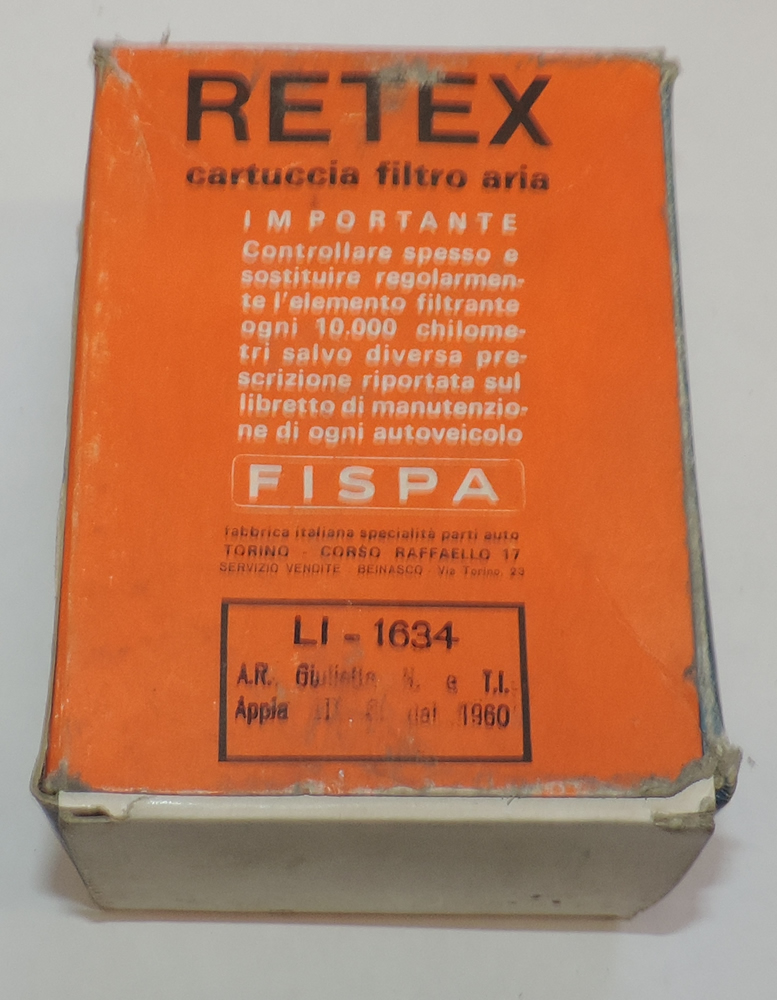 RETEX
cartuccia filtro aria
IMPORTANTE
Controllare spesso e
sostituire regolarmen-
te l'elemento filtrante
ogni 10.000 chilome-
tri salvo diversa pre-
scrizione riportata sul
libretto di manutenzio-
ne di ogni autoveicolo
FISPA
fabbrica italiana specialità parti auto
TORINO - CORSO RAFFAELLO 17
SERVIZIO VENDITE - BEINASCO - Via Torino, 23
LI - 1634
A.R. Giulietta N. e T.I.
Appia dal 1960